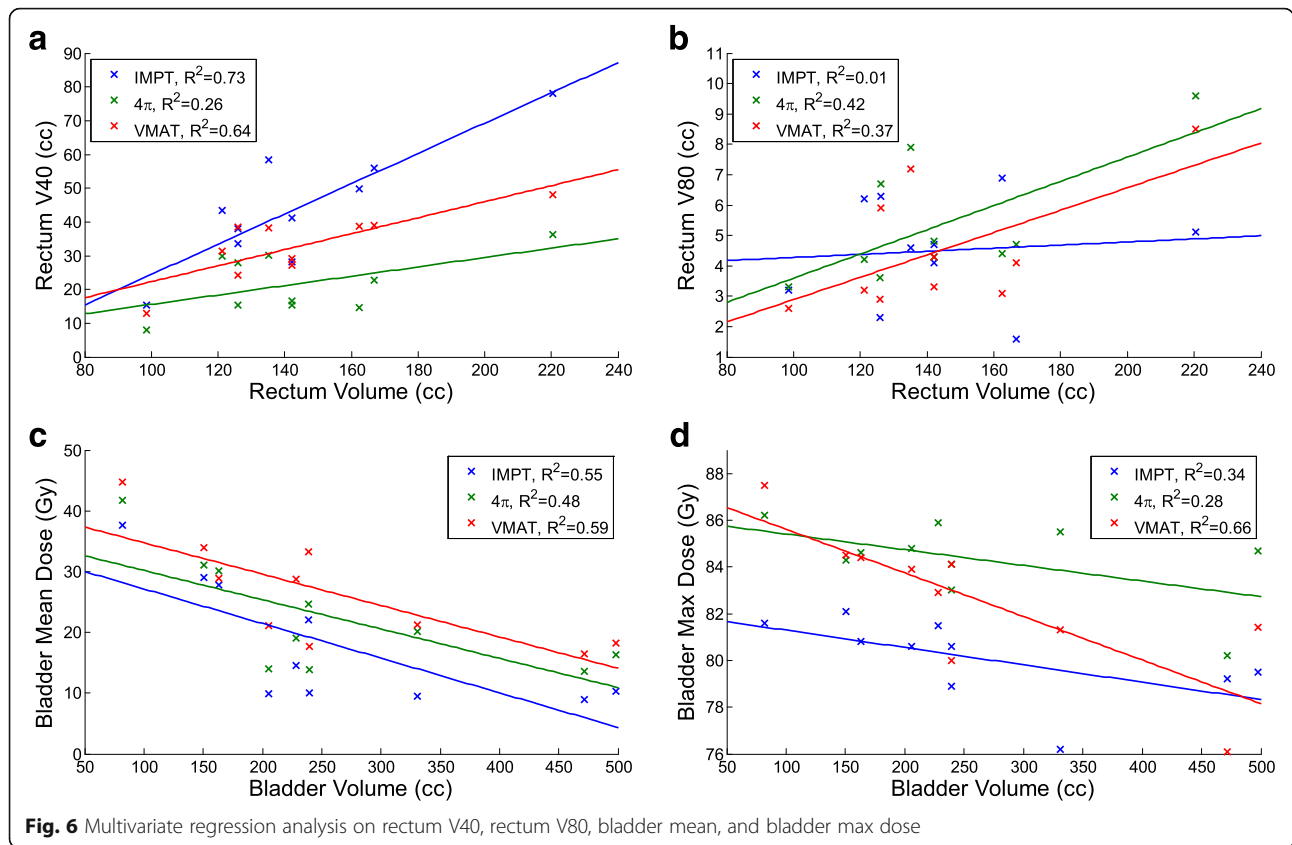 a
90
80
70
60
50
40
30
20
10
0
Rectum V40 (cc)
IMPT, R²=0.73
4π, R²=0.26
VMAT, R²=0.64
80 100 120 140 160 180 200 220 240
Rectum Volume (cc)
b
11
10
9
8
7
6
5
4
3
2
1
Rectum V80 (cc)
IMPT, R²=0.01
4π, R²=0.42
VMAT, R²=0.37
80 100 120 140 160 180 200 220 240
Rectum Volume (cc)
c
50
40
30
20
10
0
Bladder Mean Dose (Gy)
IMPT, R²=0.55
4π, R²=0.48
VMAT, R²=0.59
50 100 150 200 250 300 350 400 450 500
Bladder Volume (cc)
d
88
86
84
82
80
78
76
Bladder Max Dose (Gy)
IMPT, R²=0.34
4π, R²=0.28
VMAT, R²=0.66
50 100 150 200 250 300 350 400 450 500
Bladder Volume (cc)
Fig. 6 Multivariate regression analysis on rectum V40, rectum V80, bladder mean, and bladder max dose